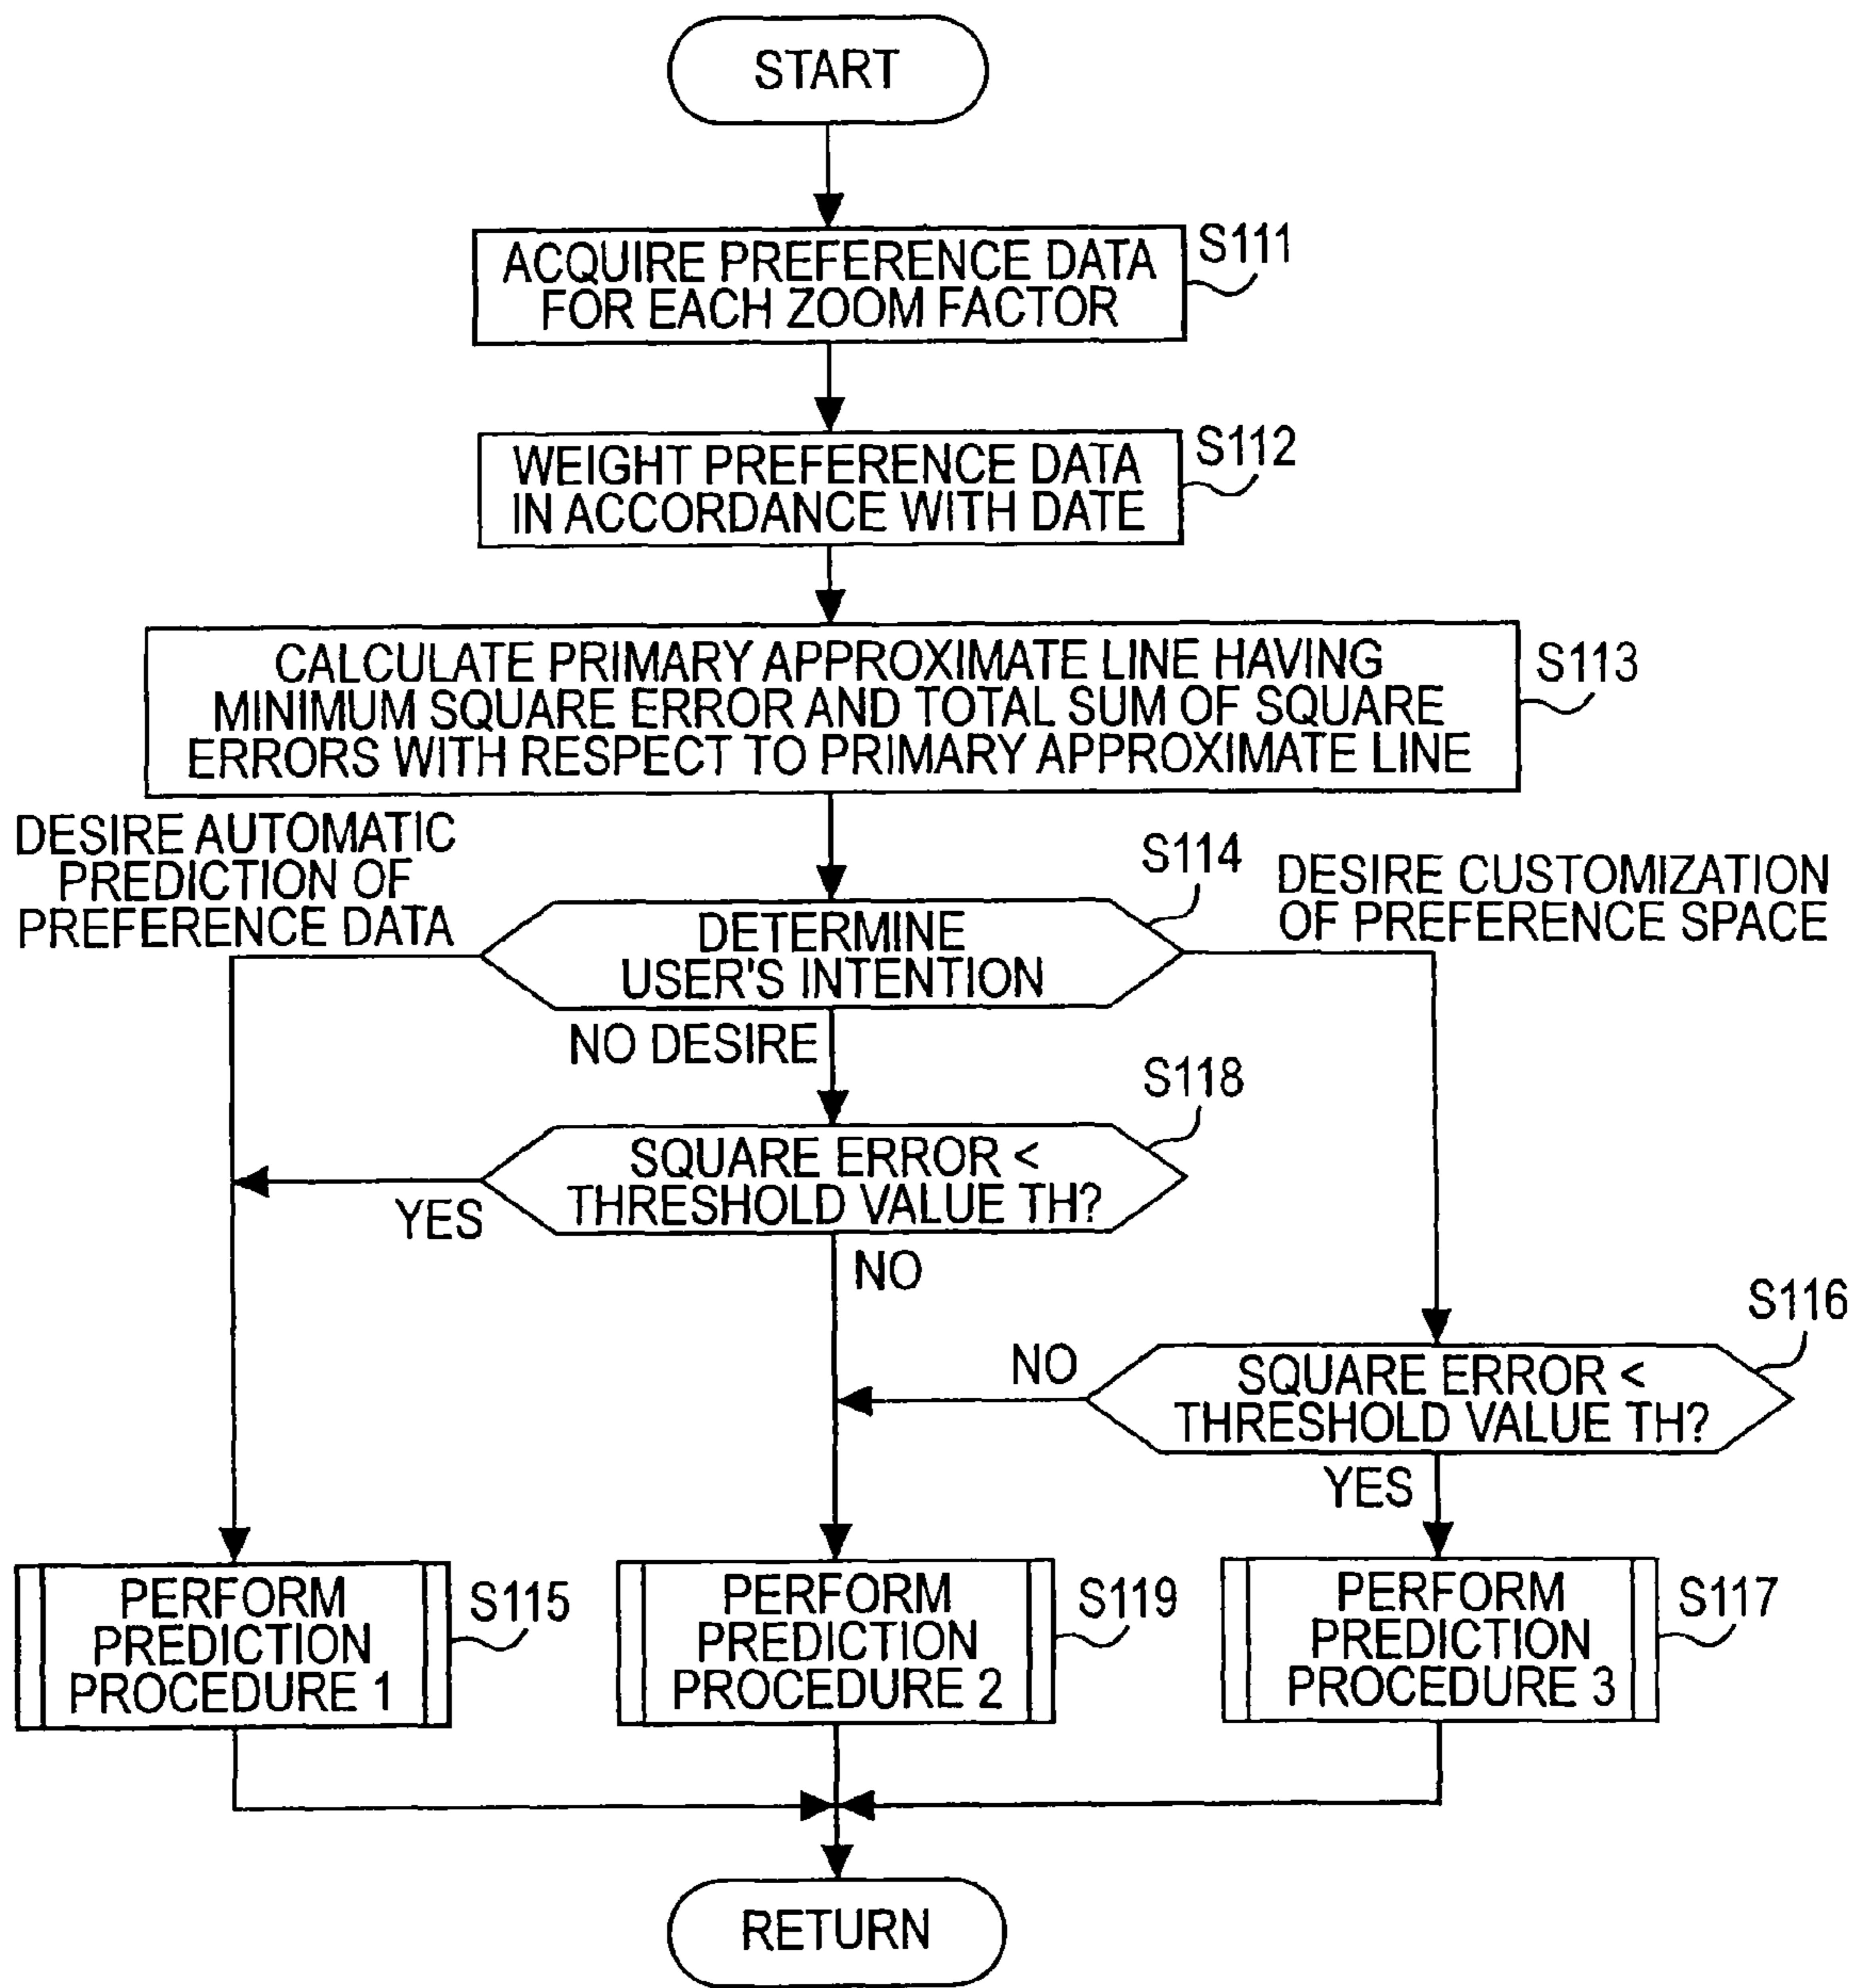 START
ACQUIRE PREFERENCE DATA
FOR EACH ZOOM FACTOR
S111
WEIGHT PREFERENCE DATA
IN ACCORDANCE WITH DATE
S112
CALCULATE PRIMARY APPROXIMATE LINE HAVING
MINIMUM SQUARE ERROR AND TOTAL SUM OF SQUARE
ERRORS WITH RESPECT TO PRIMARY APPROXIMATE LINE
S113
DESIRE AUTOMATIC
PREDICTION OF
PREFERENCE DATA
S114
DETERMINE
USER'S INTENTION
DESIRE CUSTOMIZATION
OF PREFERENCE SPACE
NO DESIRE
S118
SQUARE ERROR <
THRESHOLD VALUE TH?
YES
NO
S116
NO
SQUARE ERROR <
THRESHOLD VALUE TH?
YES
PERFORM
PREDICTION
PROCEDURE 1
S115
PERFORM
PREDICTION
PROCEDURE 2
S119
PERFORM
PREDICTION
PROCEDURE 3
S117
RETURN